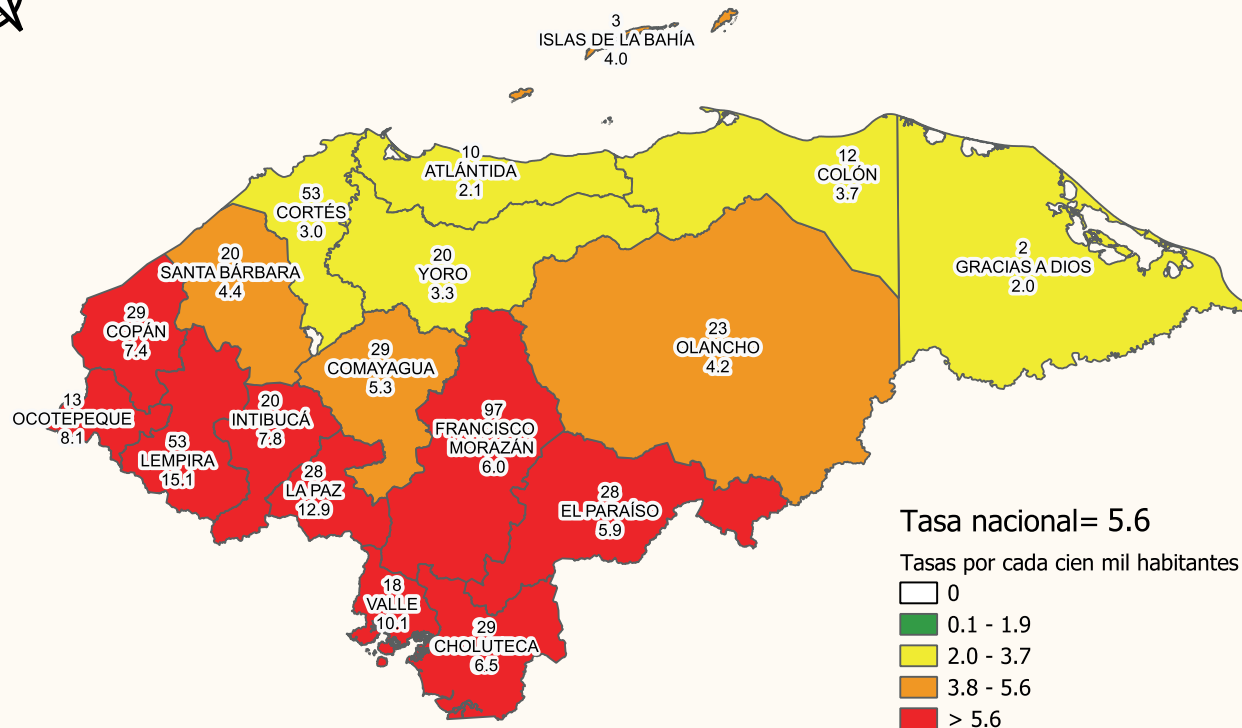 3
ISLAS DE LA BAHÍA
4.0
10
ATLÁNTIDA
2.1
12
COLÓN
3.7
53
CORTÉS
3.0
2
GRACIAS A DIOS
2.0
20
SANTA BÁRBARA
4.4
20
YORO
3.3
29
COPÁN
7.4
23
OLANCHO
4.2
29
COMAYAGUA
5.3
13
OCOTEPEQUE
8.1
20
INTIBUCÁ
7.8
97
FRANCISCO
MORAZÁN
6.0
53
LEMPIRA
15.1
28
LA PAZ
12.9
28
EL PARAÍSO
5.9
18
VALLE
10.1
29
CHOLUTECA
6.5
Tasa nacional= 5.6
Tasas por cada cien mil habitantes
0
0.1 - 1.9
2.0 - 3.7
3.8 - 5.6
> 5.6